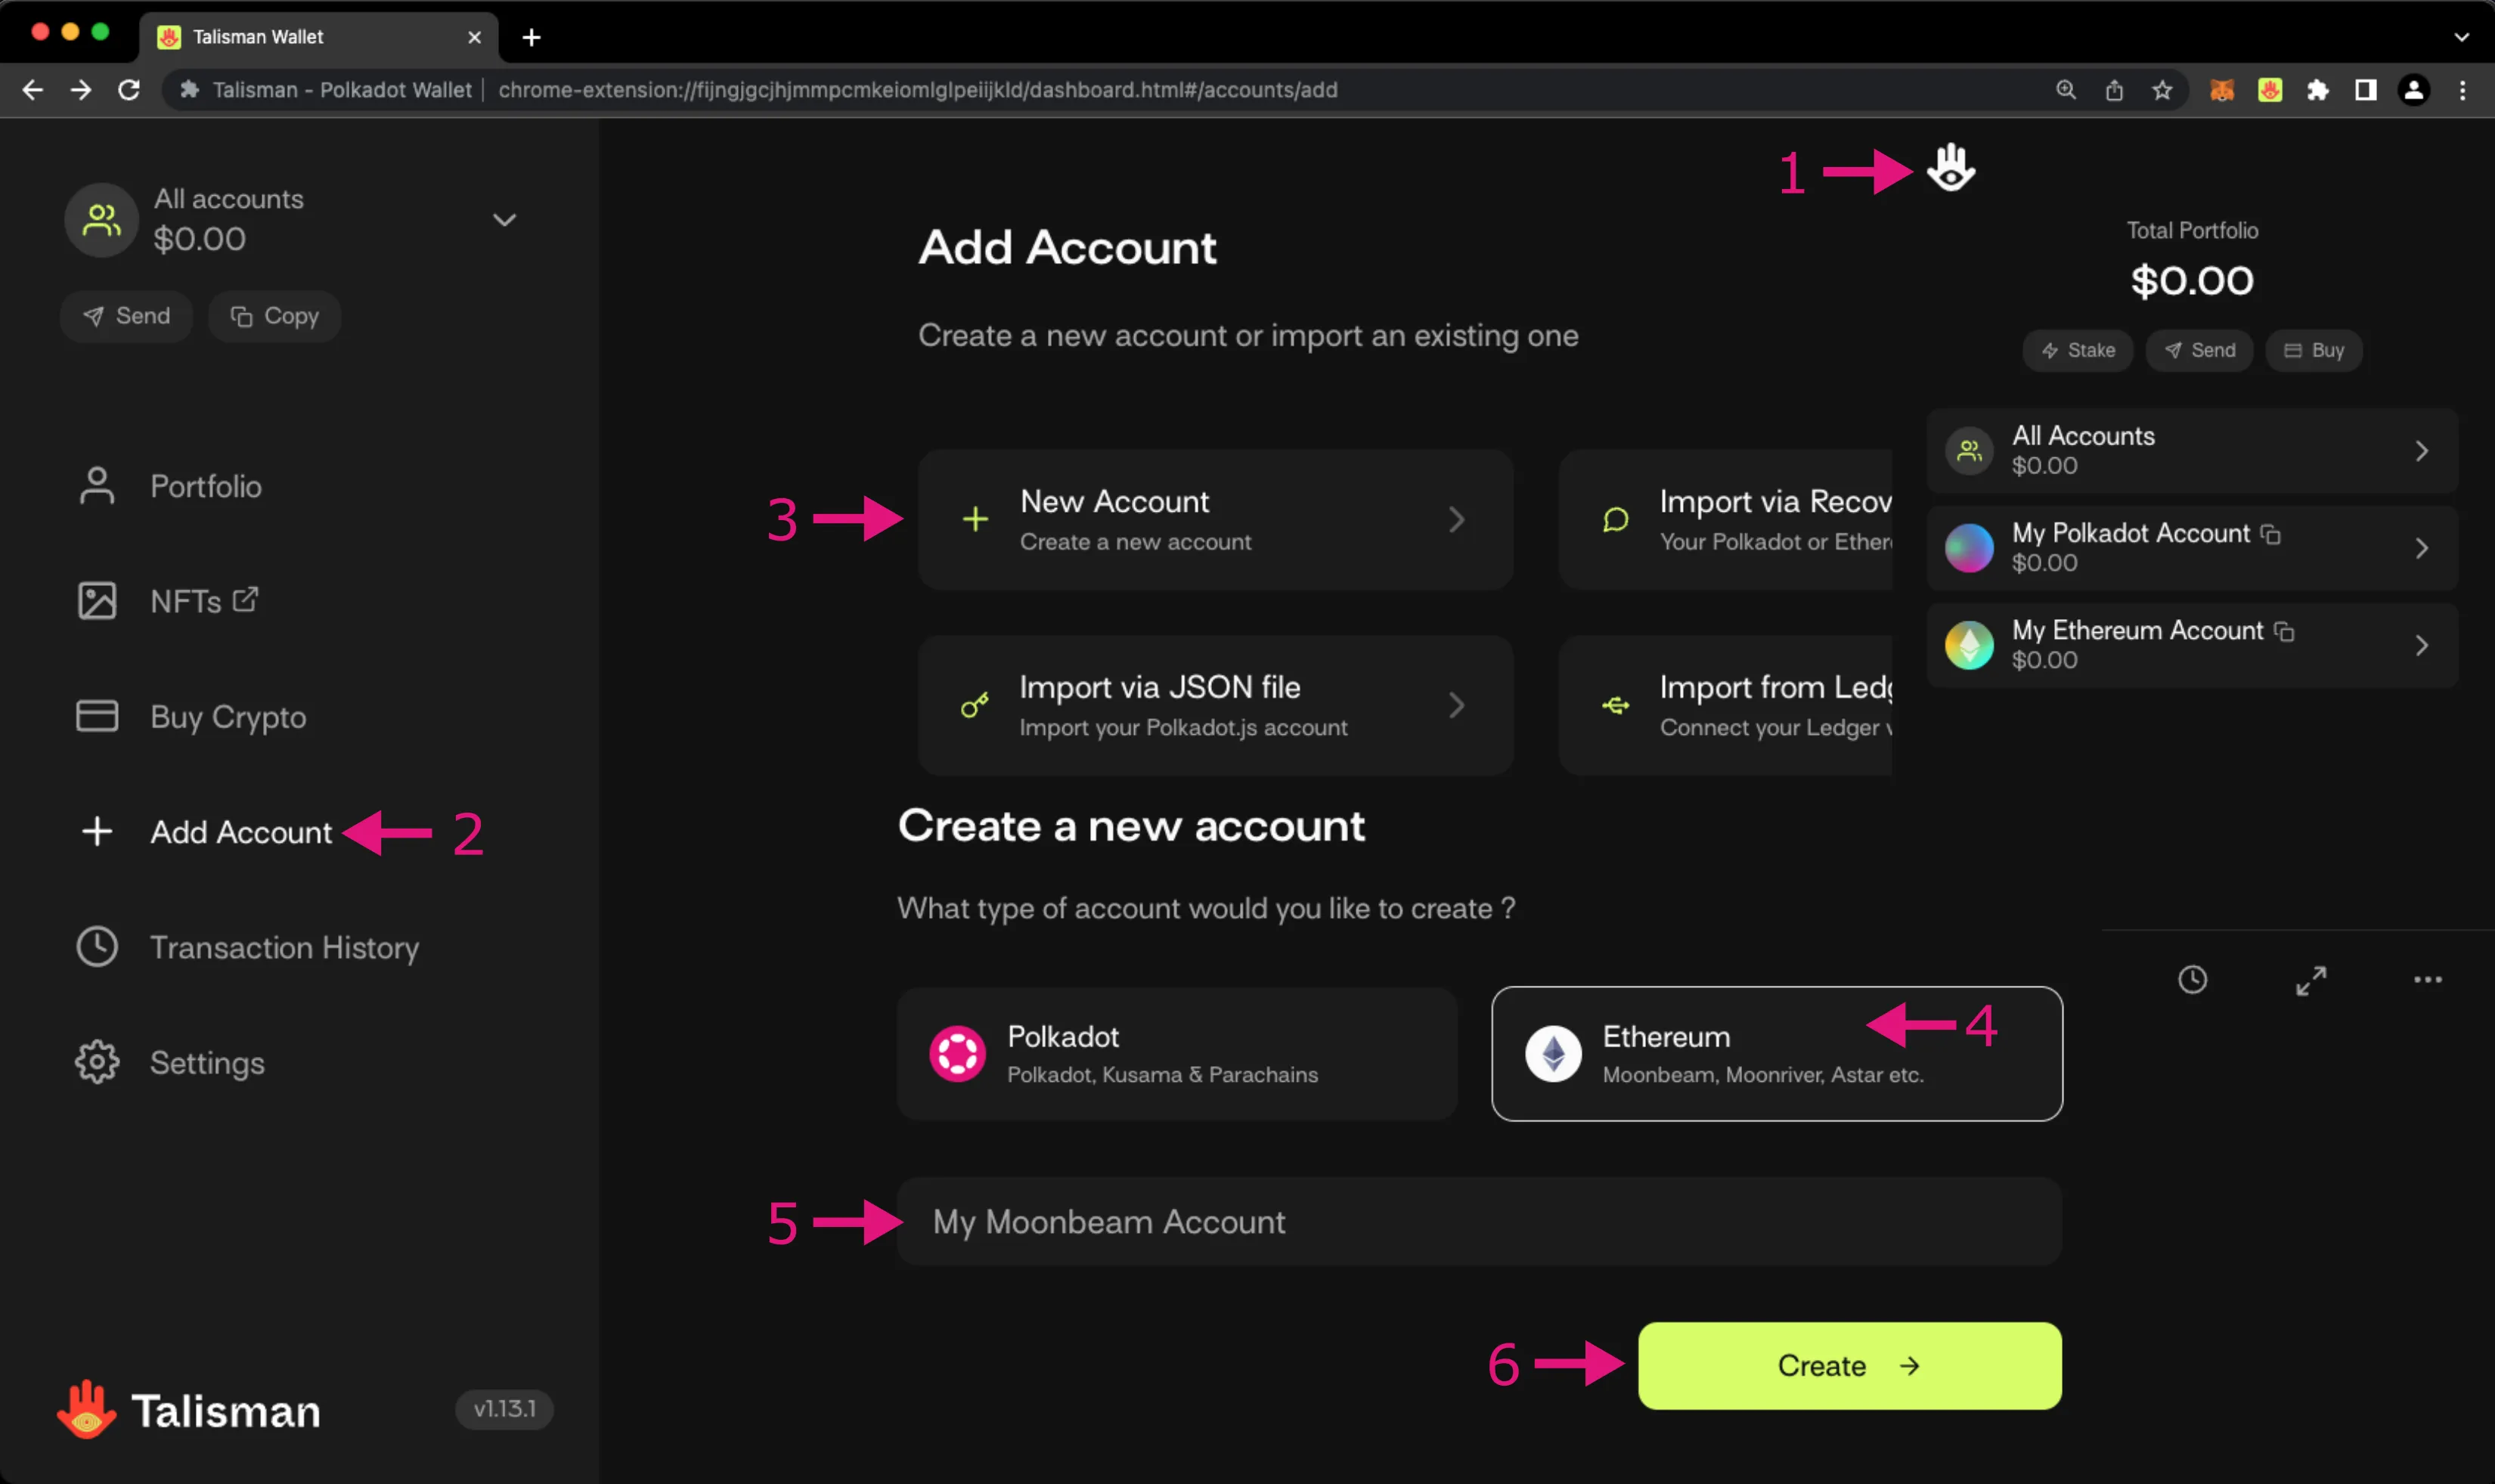 Talisman Wallet
Talisman - Polkadot Wallet
chrome-extension://fijngjgcjhjmmpcmkeiomlglpeiijkld/dashboard.html#/accounts/add
All accounts
$0.00
Send
Copy
Portfolio
NFTs
Buy Crypto
Add Account
2
Transaction History
Settings
Talisman
v1.13.1
Add Account
Create a new account or import an existing one
3
New Account
Create a new account
Import via Recov
Your Polkadot or Ether
Import via JSON file
Import your Polkadot.js account
Import from Ledg
Connect your Ledger v
Create a new account
What type of account would you like to create ?
Polkadot
Polkadot, Kusama & Parachains
Ethereum
Moonbeam, Moonriver, Astar etc.
4
5
My Moonbeam Account
6
Create
1
Total Portfolio
$0.00
Stake
Send
Buy
All Accounts
$0.00
My Polkadot Account
$0.00
My Ethereum Account
$0.00